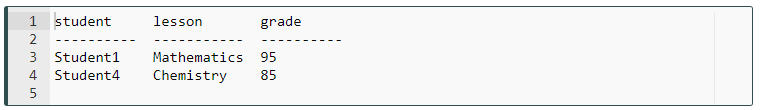 1 student     lesson      grade
2 ----------  -----------  ----------
3 Student1    Mathematics  95
4 Student4    Chemistry    85
5